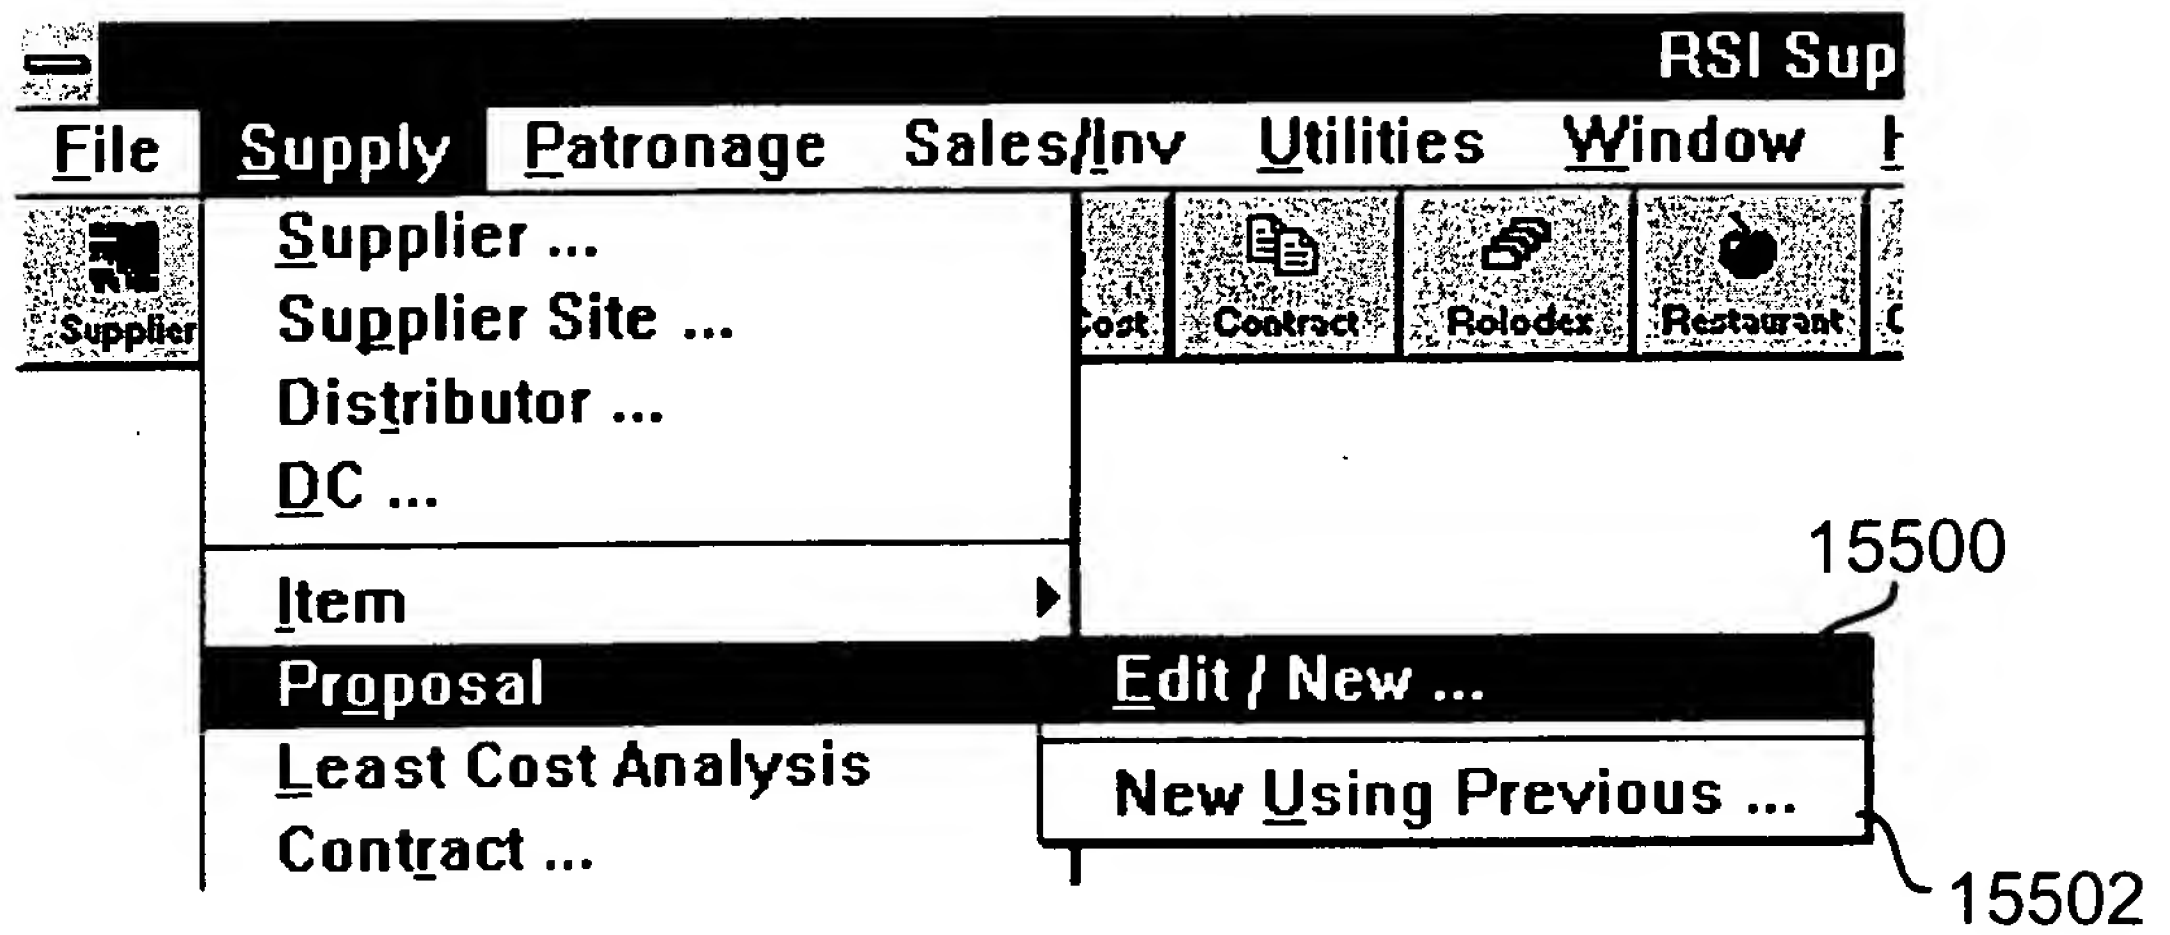 RSI Sup
File Supply Patronage Sales/Inv Utilities Window
Supplier Contract Rolodex Restaurant
Supplier ...
Supplier Site ...
Distributor ...
DC ...
Item
Proposal
Least Cost Analysis
Contract ...
15500
Edit / New ...
New Using Previous ...
15502